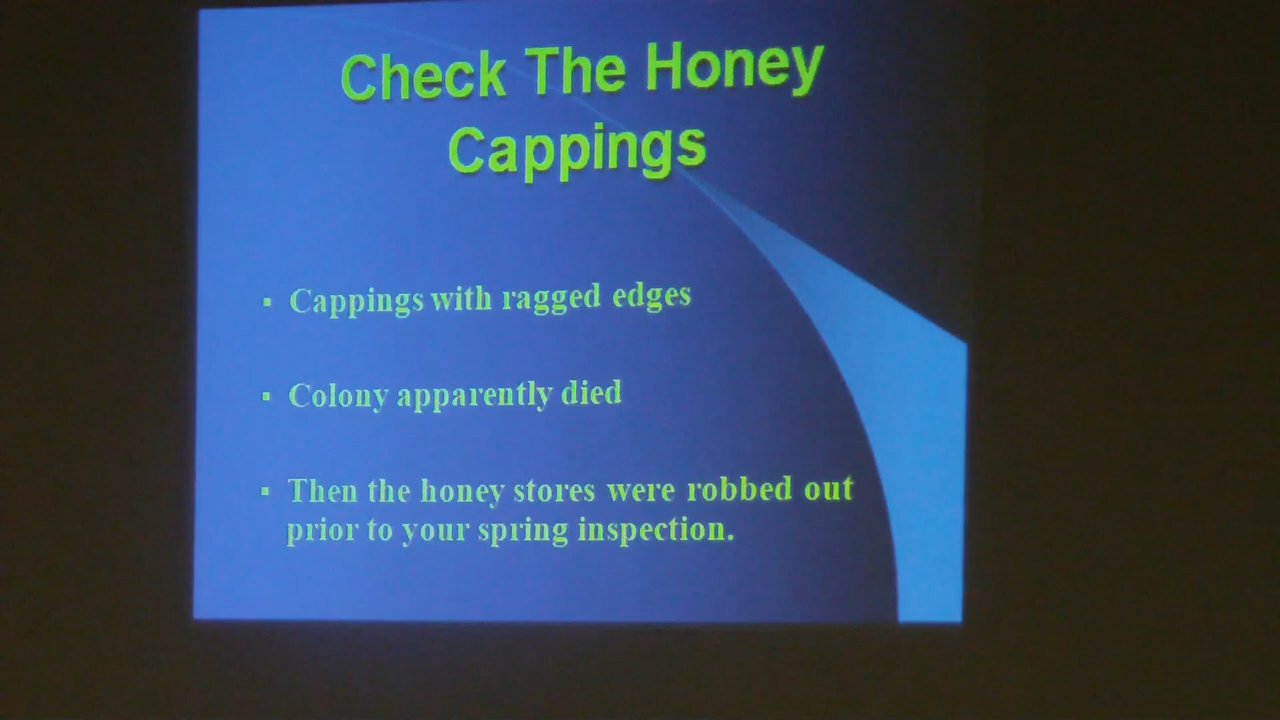 Check The Honey
Cappings
▪ Cappings with ragged edges
▪ Colony apparently died
▪ Then the honey stores were robbed out
prior to your spring inspection.